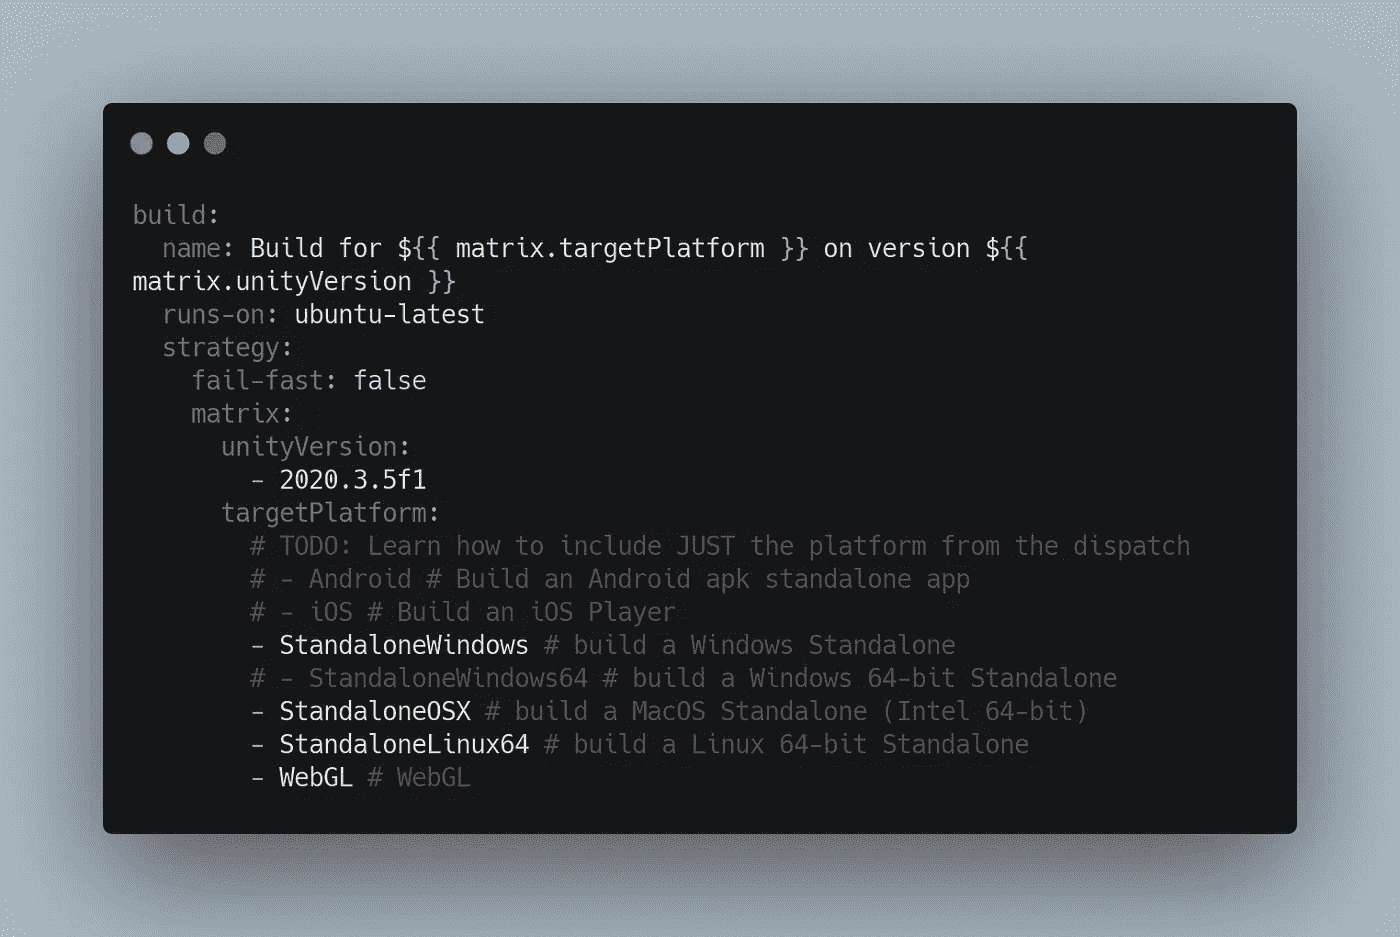 build:
  name: Build for ${{ matrix.targetPlatform }} on version ${{
matrix.unityVersion }}
  runs-on: ubuntu-latest
  strategy:
    fail-fast: false
    matrix:
      unityVersion:
        - 2020.3.5f1
      targetPlatform:
        # TODO: Learn how to include JUST the platform from the dispatch
        # - Android # Build an Android apk standalone app
        # - iOS # Build an iOS Player
        - StandaloneWindows # build a Windows Standalone
        # - StandaloneWindows64 # build a Windows 64-bit Standalone
        - StandaloneOSX # build a MacOS Standalone (Intel 64-bit)
        - StandaloneLinux64 # build a Linux 64-bit Standalone
        - WebGL # WebGL